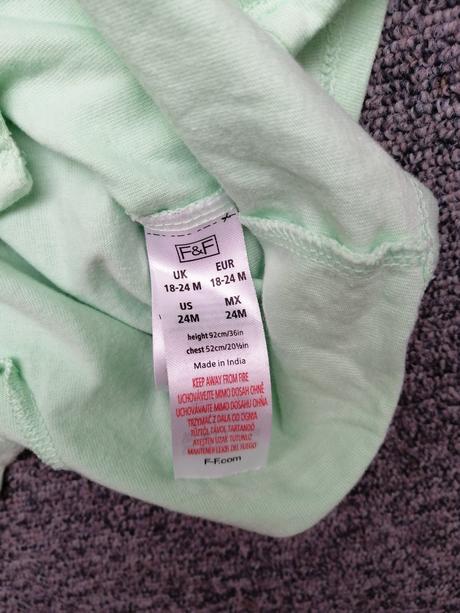 F&F
UK EUR
18-24 M 18-24 M
US MX
24M 24M
height 92cm/36in
chest 52cm/20½in
Made in India
KEEP AWAY FROM FIRE
UCHOVÁVEJTE MIMO DOSAH OHNĚ
UCHOVÁVAJTE MIMO DOSAHU OHŇA
TRZYMAĆ Z DALA OD OGNIA
TŰZTŐL TÁVOL TARTANDÓ
ATEŞTEN UZAK TUTUNUZ
MANTENER LEJOS DEL FUEGO
F-F.com